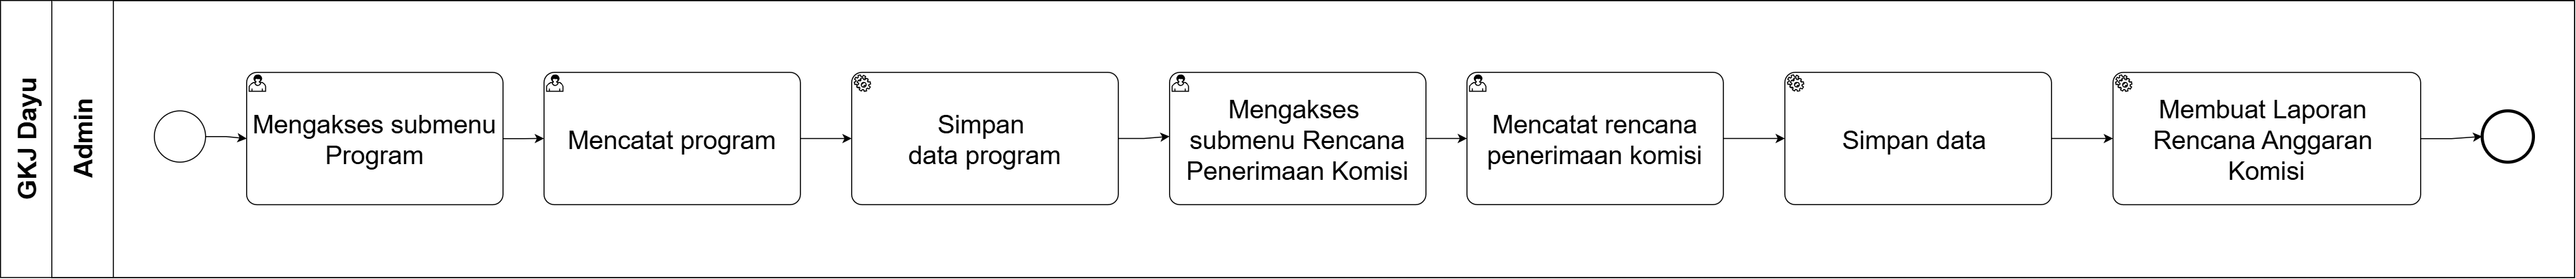 GKJ Dayu
Admin
Mengakses submenu
Program
Mencatat program
Simpan
data program
Mengakses
submenu Rencana
Penerimaan Komisi
Mencatat rencana
penerimaan komisi
Simpan data
Membuat Laporan
Rencana Anggaran
Komisi